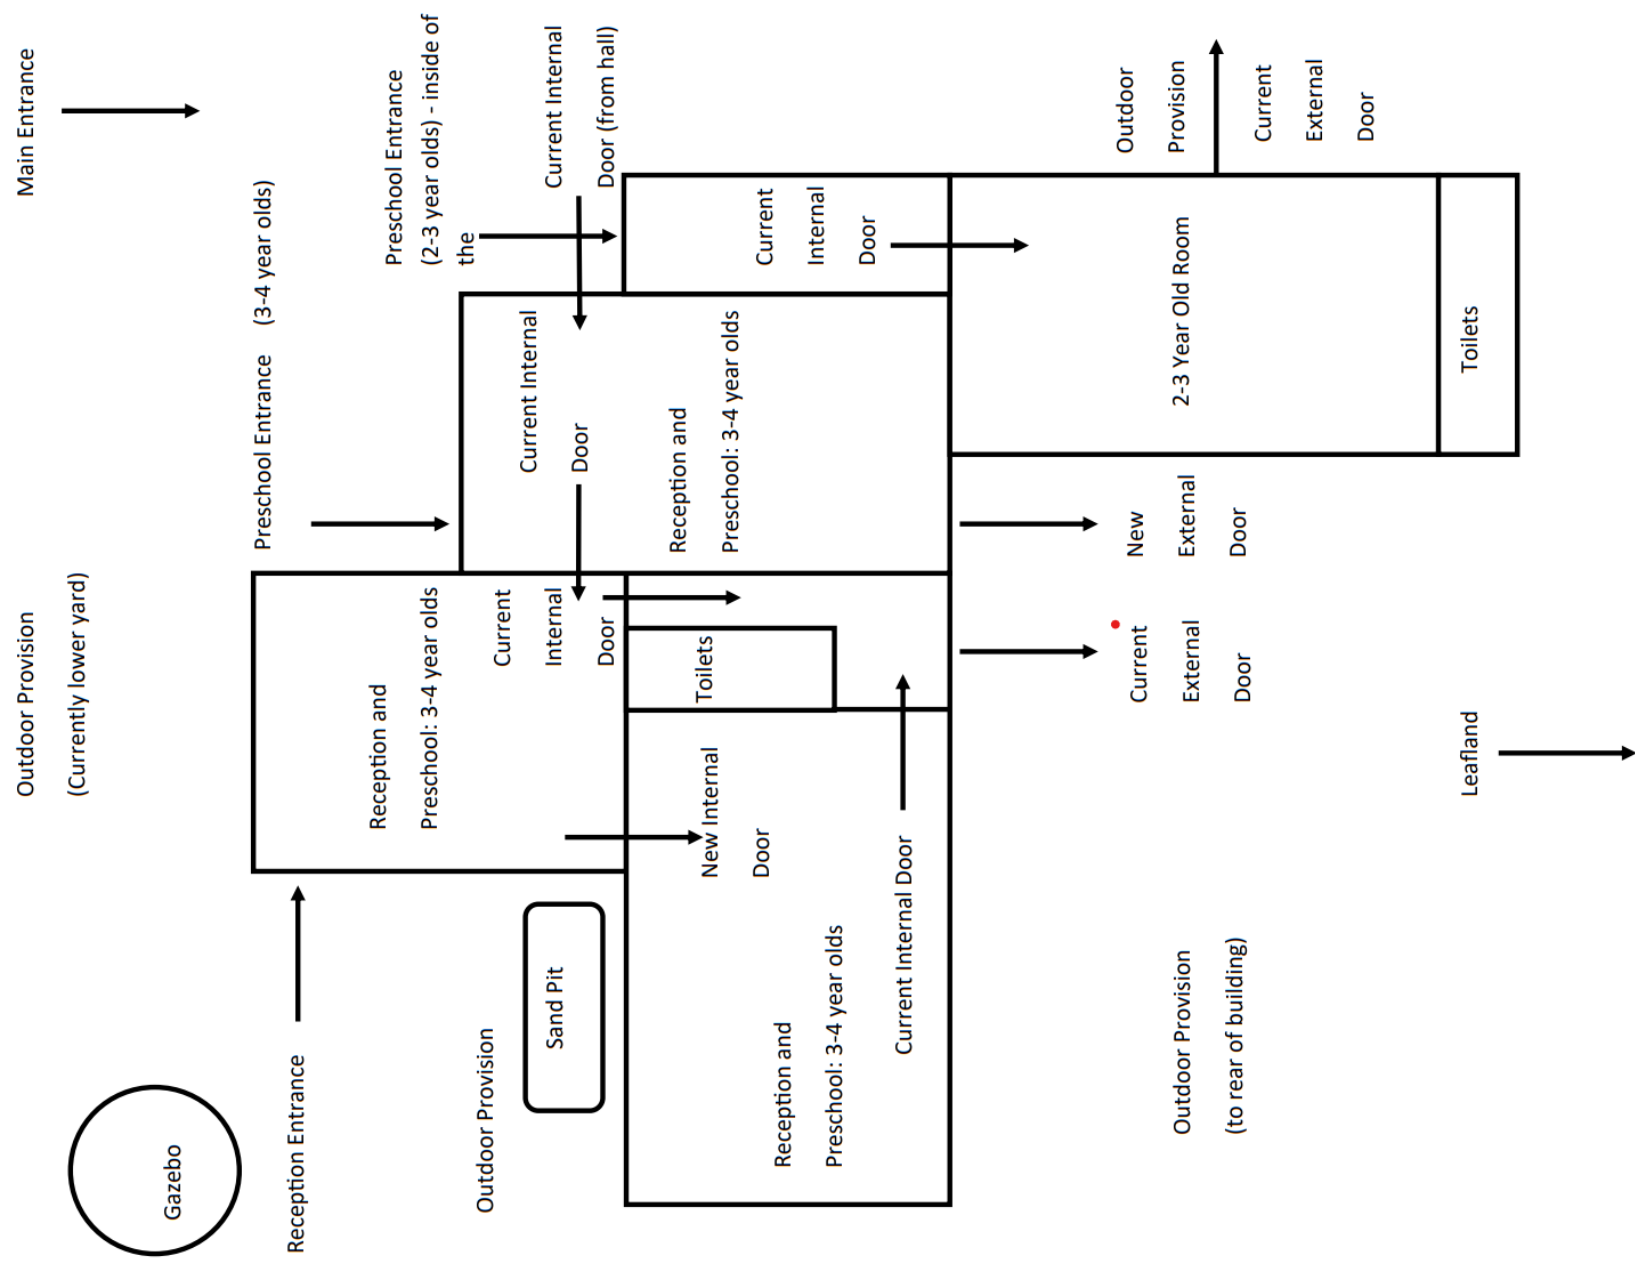 Main Entrance
Outdoor Provision
(Currently lower yard)
Gazebo
Preschool Entrance (3-4 year olds)
Reception Entrance
Preschool Entrance
(2-3 year olds) - inside of
the
Current Internal
Door (from hall)
Reception and
Preschool: 3-4 year olds
Current
Internal
Door
Outdoor Provision
Sand Pit
Current Internal
Door
Reception and
Preschool: 3-4 year olds
Current
Internal
Door
Toilets
New Internal
Door
Reception and
Preschool: 3-4 year olds
Current Internal Door
Outdoor
Provision
Current
External
Door
2-3 Year Old Room
Toilets
New
External
Door
Current
External
Door
Outdoor Provision
(to rear of building)
Leafland